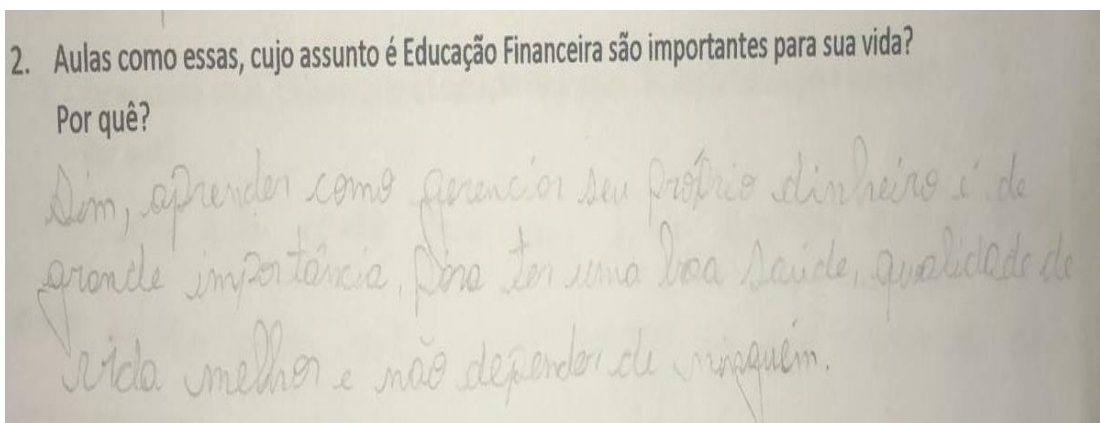 2. Aulas como essas, cujo assunto é Educação Financeira são importantes para sua vida?
Por quê?
Sim, aprender como gerenciar seu próprio dinheiro é de
grande importância, para ter uma boa saúde, qualidade de
vida melhor e não depender de ninguém.